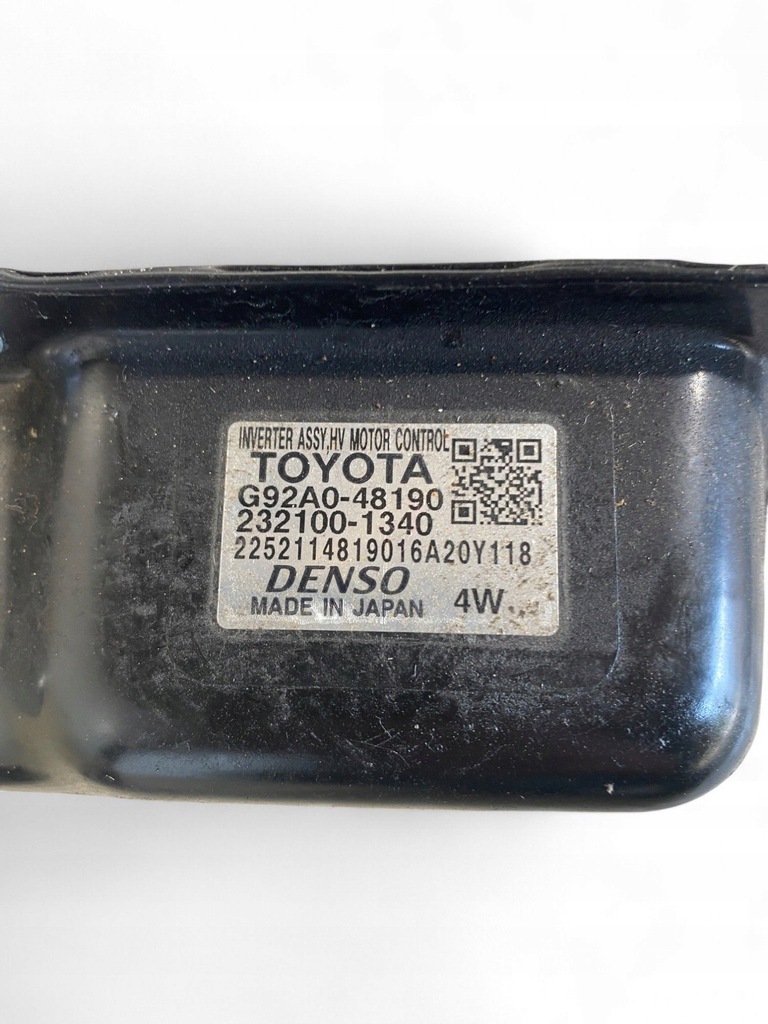 INVERTER ASSY,HV MOTOR CONTROL
TOYOTA
G92A0-48190
232100-1340
2252114819016A20Y118
DENSO
MADE IN JAPAN 4W